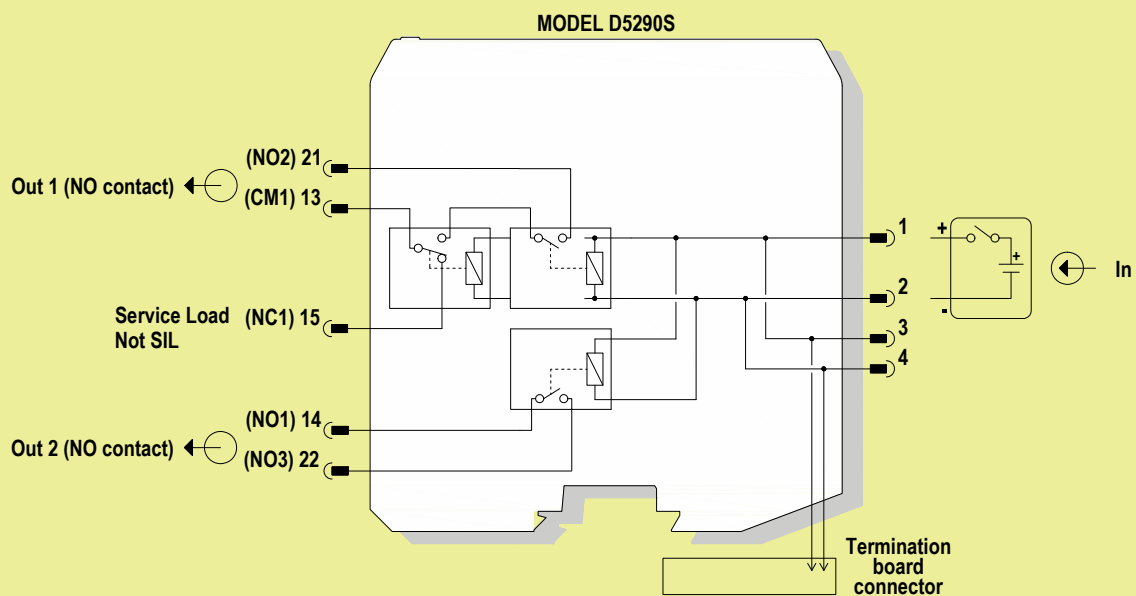 MODEL D5290S
(NO2) 21
Out 1 (NO contact)
(CM1) 13
1
+
+
In
2
-
Service Load (NC1) 15
Not SIL
3
4
(NO1) 14
Out 2 (NO contact)
(NO3) 22
Termination
board
connector